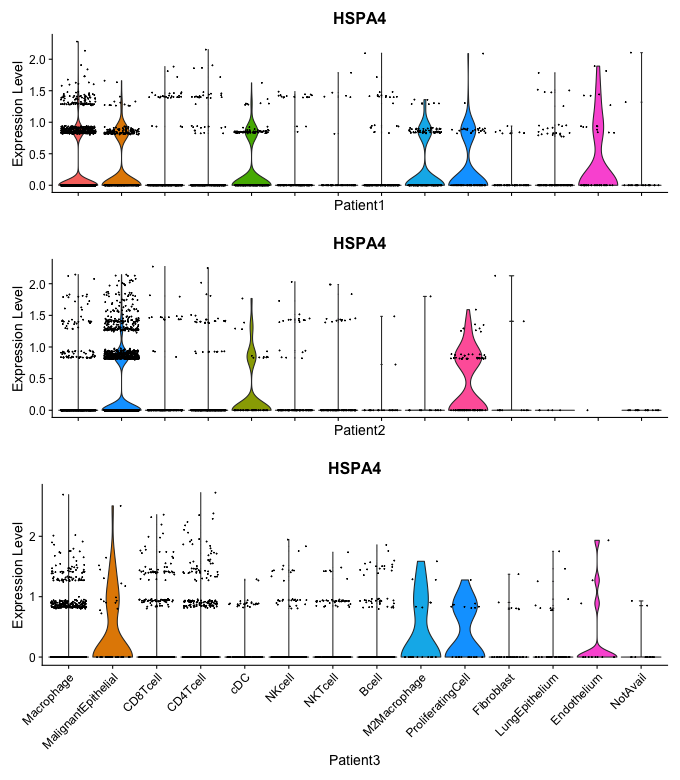 HSPA4
Expression Level
2.0
1.5
1.0
0.5
0.0
Patient1
HSPA4
Expression Level
2.0
1.5
1.0
0.5
0.0
Patient2
HSPA4
Expression Level
2
1
0
Macrophage
MalignantEpithelial
CD8Tcell
CD4Tcell
cDC
NKcell
NKTcell
Bcell
M2Macrophage
ProliferatingCell
Fibroblast
LungEpithelium
Endothelium
NotAvail
Patient3